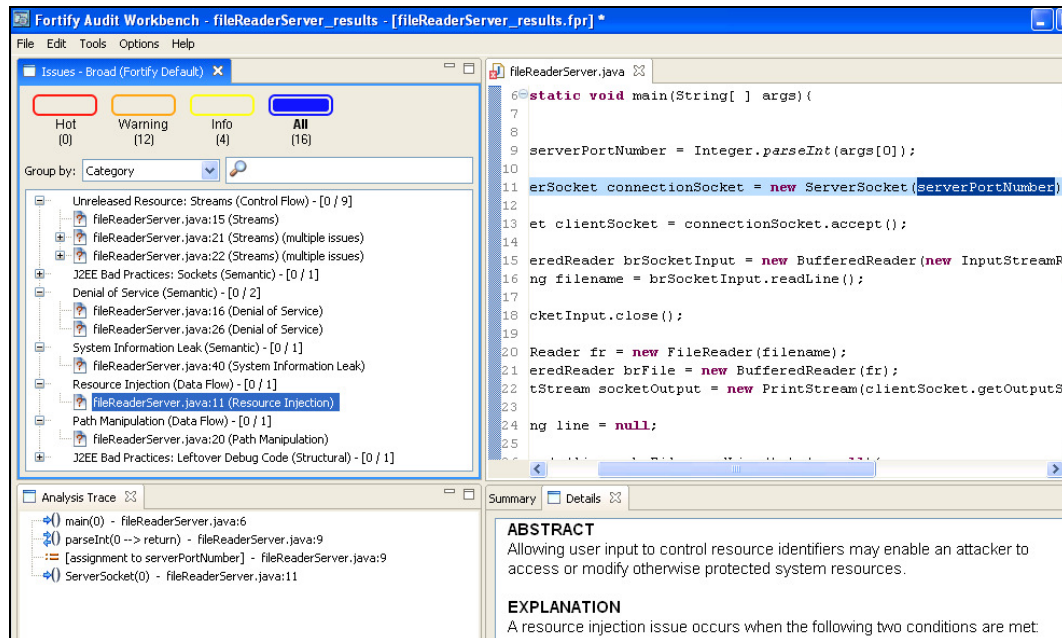 Fortify Audit Workbench - fileReaderServer_results - [fileReaderServer_results.fpr] *
File Edit Tools Options Help
Issues - Broad (Fortify Default)
Hot Warning Info All
(0) (12) (4) (16)
Group by: Category
Unreleased Resource: Streams (Control Flow) - [0 / 9]
fileReaderServer.java:15 (Streams)
fileReaderServer.java:21 (Streams) (multiple issues)
fileReaderServer.java:22 (Streams) (multiple issues)
J2EE Bad Practices: Sockets (Semantic) - [0 / 1]
Denial of Service (Semantic) - [0 / 2]
fileReaderServer.java:16 (Denial of Service)
fileReaderServer.java:26 (Denial of Service)
System Information Leak (Semantic) - [0 / 1]
fileReaderServer.java:40 (System Information Leak)
Resource Injection (Data Flow) - [0 / 1]
fileReaderServer.java:11 (Resource Injection)
Path Manipulation (Data Flow) - [0 / 1]
fileReaderServer.java:20 (Path Manipulation)
J2EE Bad Practices: Leftover Debug Code (Structural) - [0 / 1]
fileReaderServer.java
6 static void main(String[ ] args){
7
8
9 serverPortNumber = Integer.parseInt(args[0]);
10
11 erSocket connectionSocket = new ServerSocket(serverPortNumber)
12
13 et clientSocket = connectionSocket.accept();
14
15 eredReader brSocketInput = new BufferedReader(new InputStreamR
16 ng filename = brSocketInput.readLine();
17
18 cketInput.close();
19
20 Reader fr = new FileReader(filename);
21 eredReader brFile = new BufferedReader(fr);
22 tStream socketOutput = new PrintStream(clientSocket.getOutputS
23
24 ng line = null;
25
Analysis Trace
main(0) - fileReaderServer.java:6
parseInt(0 --> return) - fileReaderServer.java:9
[assignment to serverPortNumber] - fileReaderServer.java:9
ServerSocket(0) - fileReaderServer.java:11
Summary Details
ABSTRACT
Allowing user input to control resource identifiers may enable an attacker to
access or modify otherwise protected system resources.
EXPLANATION
A resource injection issue occurs when the following two conditions are met: